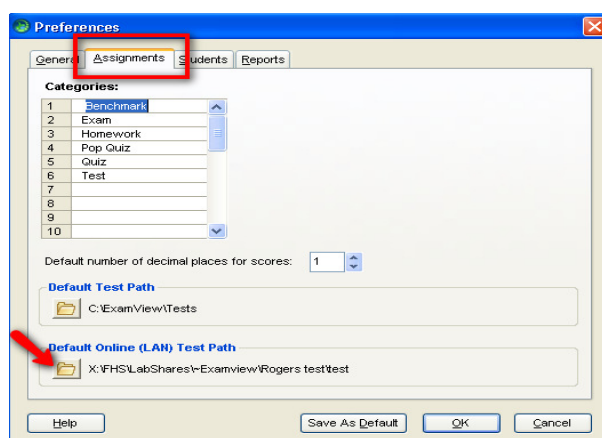 Preferences
General Assignments Students Reports
Categories:
1 Benchmark
2 Exam
3 Homework
4 Pop Quiz
5 Quiz
6 Test
7
8
9
10
Default number of decimal places for scores: 1
Default Test Path
C:\ExamView\Tests
Default Online (LAN) Test Path
X:\FHS\LabShares\~Examview\Rogers test\test
Help Save As Default OK Cancel